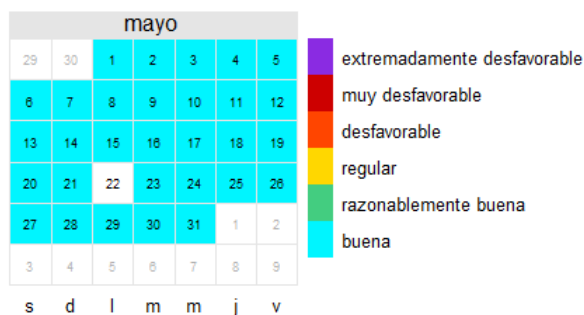 mayo
29 30 1 2 3 4 5
6 7 8 9 10 11 12
13 14 15 16 17 18 19
20 21 22 23 24 25 26
27 28 29 30 31 1 2
3 4 5 6 7 8 9
s d l m m j v
extremadamente desfavorable
muy desfavorable
desfavorable
regular
razonablemente buena
buena